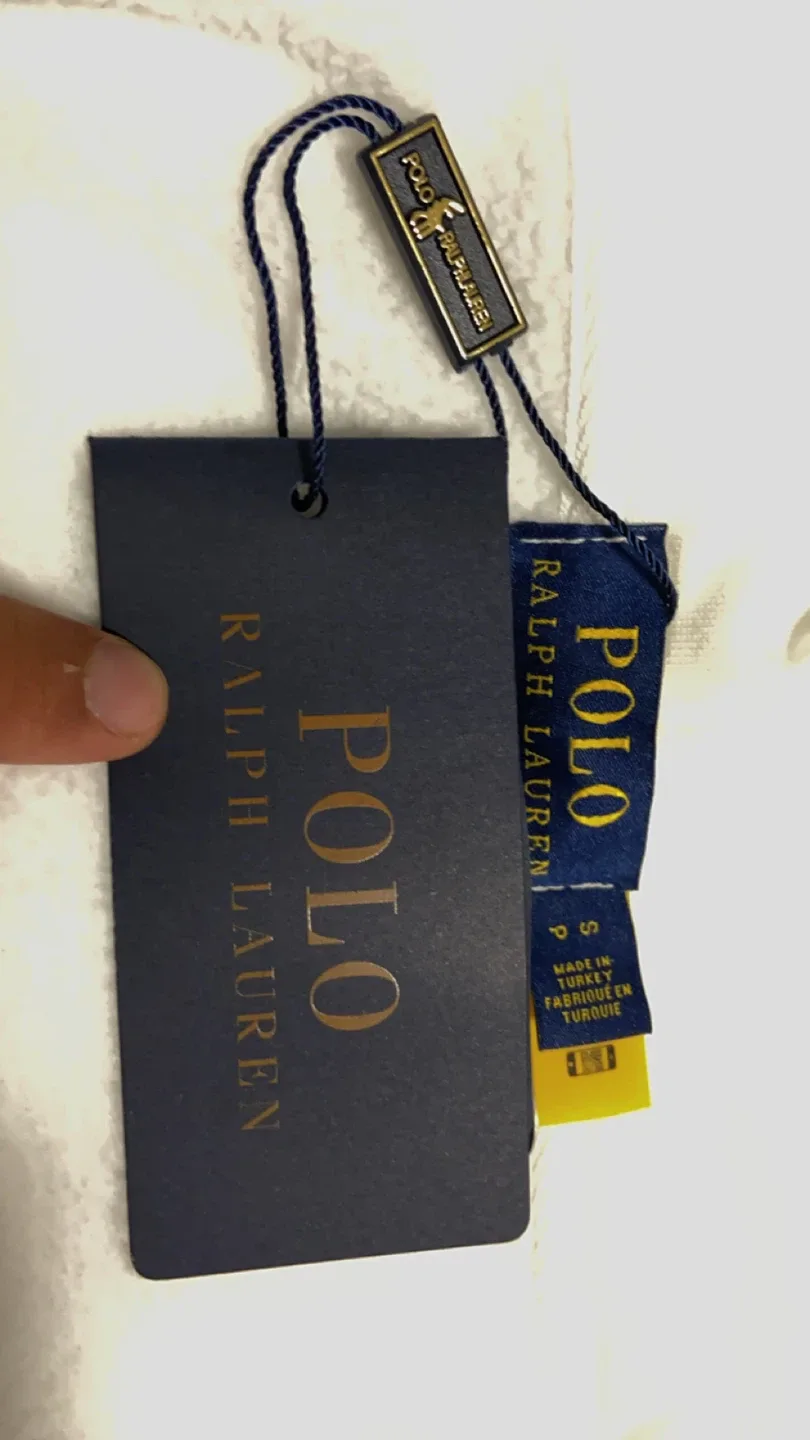 POLO RALPH LAUREN
POLO
RALPH LAUREN
POLO
RALPH LAUREN
S
P
MADE IN
TURKEY
FABRIQUÉ EN
TURQUIE